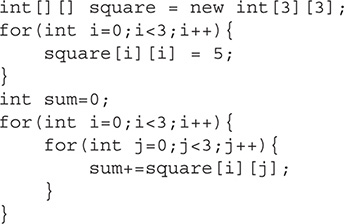 int[][] square = new int[3][3];
for(int i=0;i<3;i++){
    square[i][i] = 5;
}
int sum=0;
for(int i=0;i<3;i++){
    for(int j=0;j<3;j++){
        sum+=square[i][j];
    }
}